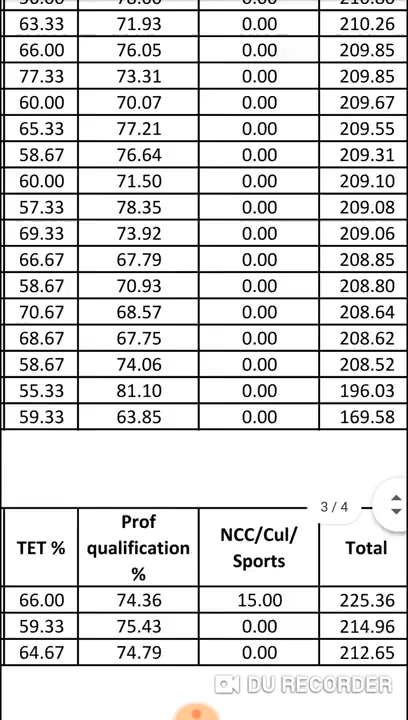 63.33 71.93 0.00 210.26
66.00 76.05 0.00 209.85
77.33 73.31 0.00 209.85
60.00 70.07 0.00 209.67
65.33 77.21 0.00 209.55
58.67 76.64 0.00 209.31
60.00 71.50 0.00 209.10
57.33 78.35 0.00 209.08
69.33 73.92 0.00 209.06
66.67 67.79 0.00 208.85
58.67 70.93 0.00 208.80
70.67 68.57 0.00 208.64
68.67 67.75 0.00 208.62
58.67 74.06 0.00 208.52
55.33 81.10 0.00 196.03
59.33 63.85 0.00 169.58
3 / 4
TET % Prof qualification % NCC/Cul/ Sports Total
66.00 74.36 15.00 225.36
59.33 75.43 0.00 214.96
64.67 74.79 0.00 212.65
DU RECORDER